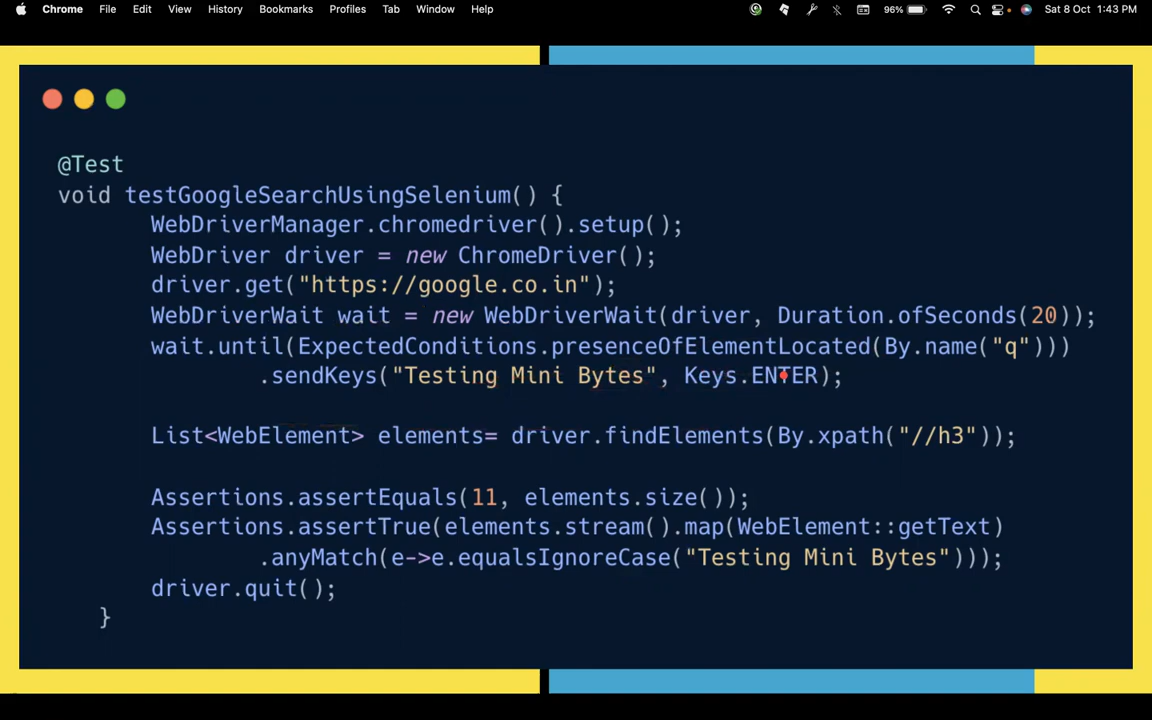 Chrome File Edit View History Bookmarks Profiles Tab Window Help 96% Sat 8 Oct 1:43 PM
@Test
void testGoogleSearchUsingSelenium() {
WebDriverManager.chromedriver().setup();
WebDriver driver = new ChromeDriver();
driver.get("https://google.co.in");
WebDriverWait wait = new WebDriverWait(driver, Duration.ofSeconds(20));
wait.until(ExpectedConditions.presenceOfElementLocated(By.name("q")))
.sendKeys("Testing Mini Bytes", Keys.ENTER);
List<WebElement> elements= driver.findElements(By.xpath("//h3"));
Assertions.assertEquals(11, elements.size());
Assertions.assertTrue(elements.stream().map(WebElement::getText)
.anyMatch(e->e.equalsIgnoreCase("Testing Mini Bytes")));
driver.quit();
}